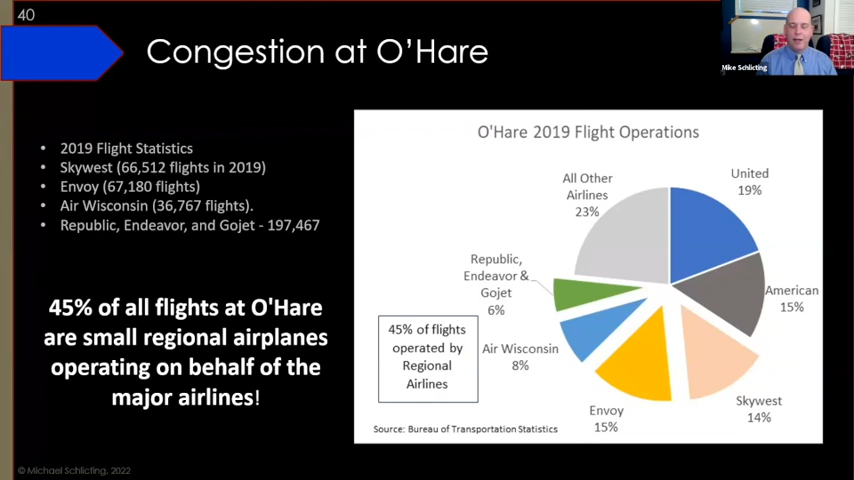 40
Congestion at O'Hare
Mike Schlicting
• 2019 Flight Statistics
• Skywest (66,512 flights in 2019)
• Envoy (67,180 flights)
• Air Wisconsin (36,767 flights).
• Republic, Endeavor, and Gojet - 197,467
45% of all flights at O'Hare
are small regional airplanes
operating on behalf of the
major airlines!
O'Hare 2019 Flight Operations
United
19%
American
15%
Skywest
14%
Envoy
15%
Air Wisconsin
8%
Republic,
Endeavor &
Gojet
6%
All Other
Airlines
23%
45% of flights
operated by
Regional
Airlines
Source: Bureau of Transportation Statistics
© Michael Schlicting, 2022